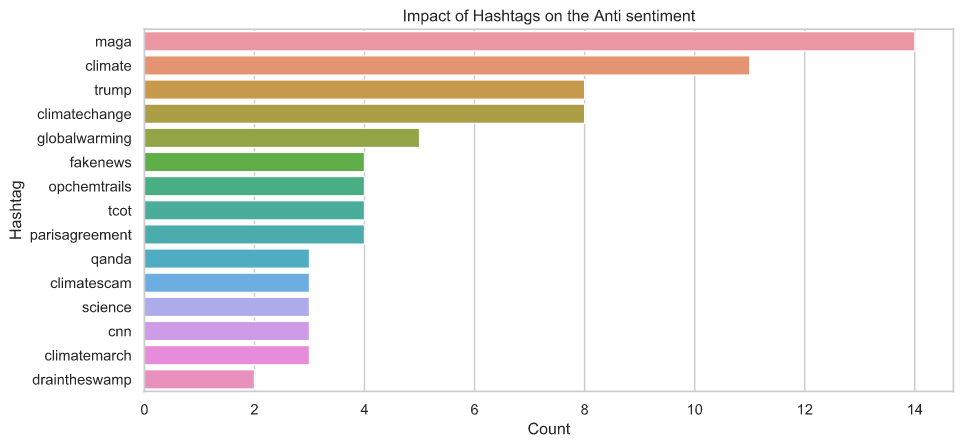 Impact of Hashtags on the Anti sentiment
Hashtag
maga
climate
trump
climatechange
globalwarming
fakenews
opchemtrails
tcot
parisagreement
qanda
climatescam
science
cnn
climatemarch
draintheswamp
0 2 4 6 8 10 12 14
Count